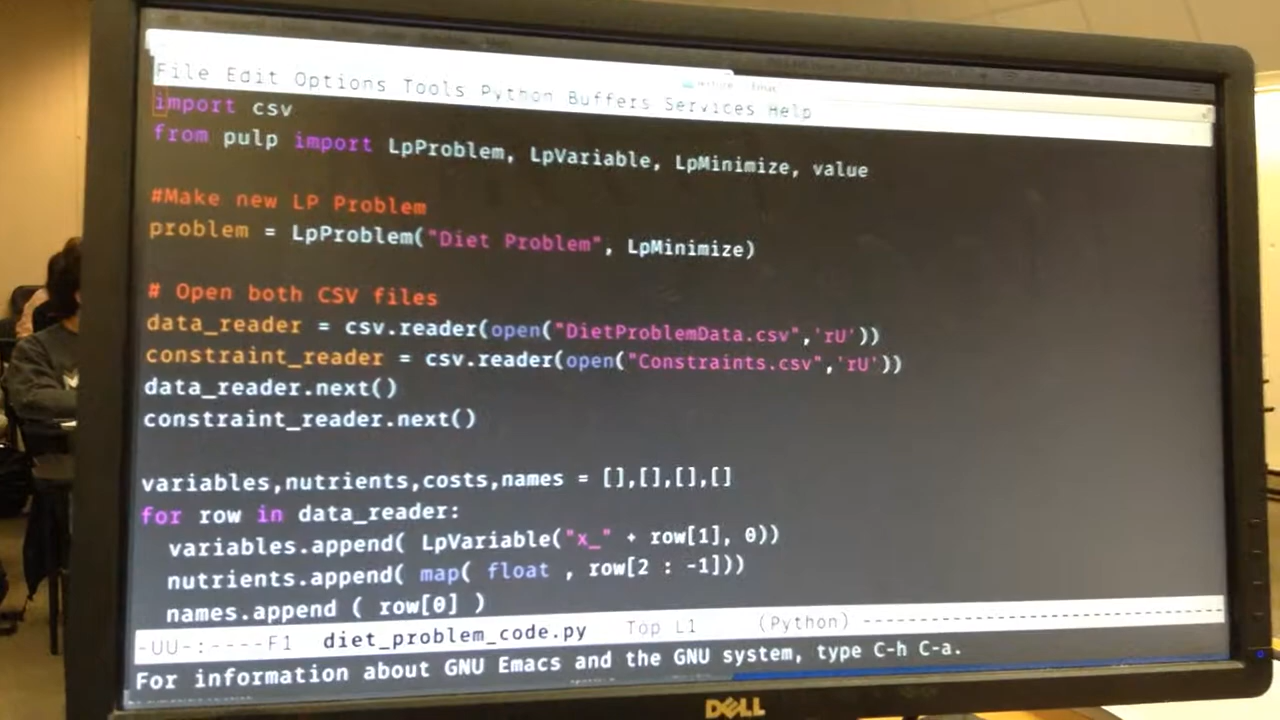 File Edit Options Tools Python Buffers Services Help
import csv
from pulp import LpProblem, LpVariable, LpMinimize, value
#Make new LP Problem
problem = LpProblem("Diet Problem", LpMinimize)
# Open both CSV files
data_reader = csv.reader(open("DietProblemData.csv",'rU'))
constraint_reader = csv.reader(open("Constraints.csv",'rU'))
data_reader.next()
constraint_reader.next()
variables,nutrients,costs,names = [],[],[],[]
for row in data_reader:
  variables.append( LpVariable("x_" + row[1], 0))
  nutrients.append( map( float , row[2 : -1]))
  names.append ( row[0] )
-UU-:----F1  diet_problem_code.py   Top L1     (Python) ----------------------------------
For information about GNU Emacs and the GNU system, type C-h C-a.
DELL